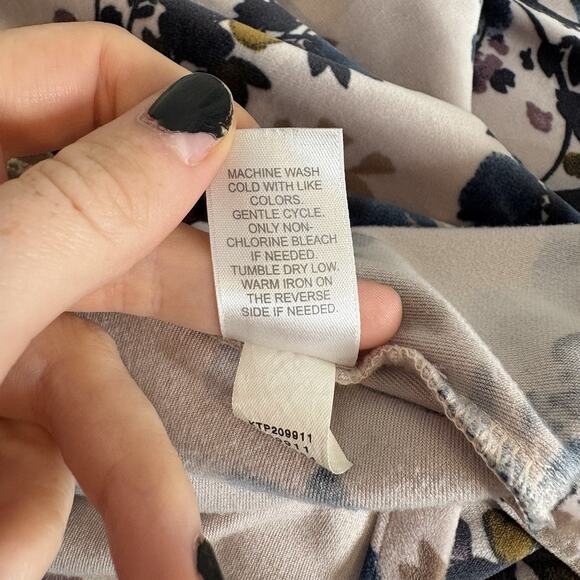 MACHINE WASH
COLD WITH LIKE
COLORS.
GENTLE CYCLE.
ONLY NON-
CHLORINE BLEACH
IF NEEDED.
TUMBLE DRY LOW.
WARM IRON ON
THE REVERSE
SIDE IF NEEDED.
YTP209911